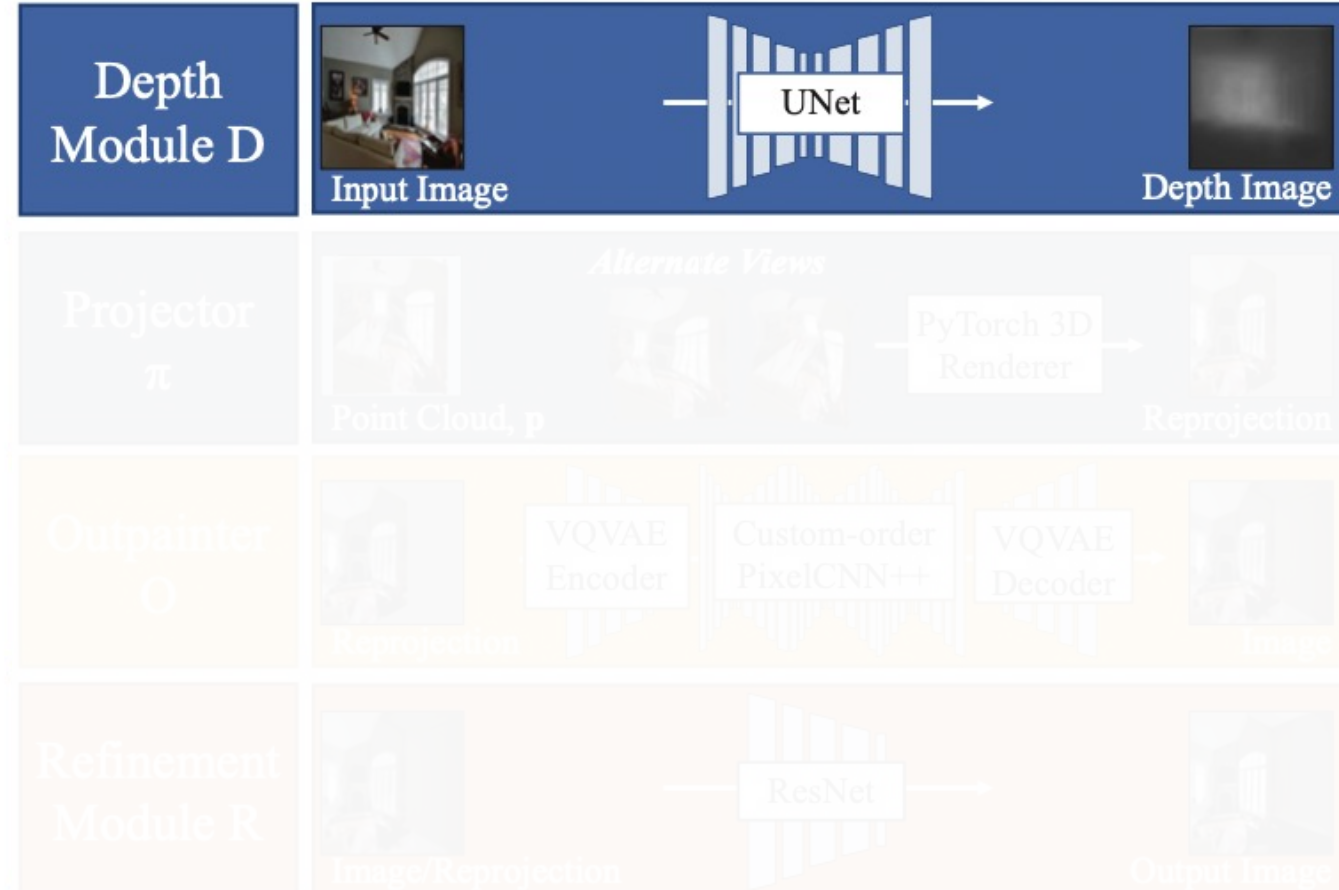 Depth
Module D
Input Image
UNet
Depth Image
Projector
π
Alternate Views
Point Cloud, p
PyTorch 3D
Renderer
Reprojection
Outpainter
O
Reprojection
VQVAE
Encoder
Custom-order
PixelCNN++
VQVAE
Decoder
Image
Refinement
Module R
Image/Reprojection
ResNet
Output Image